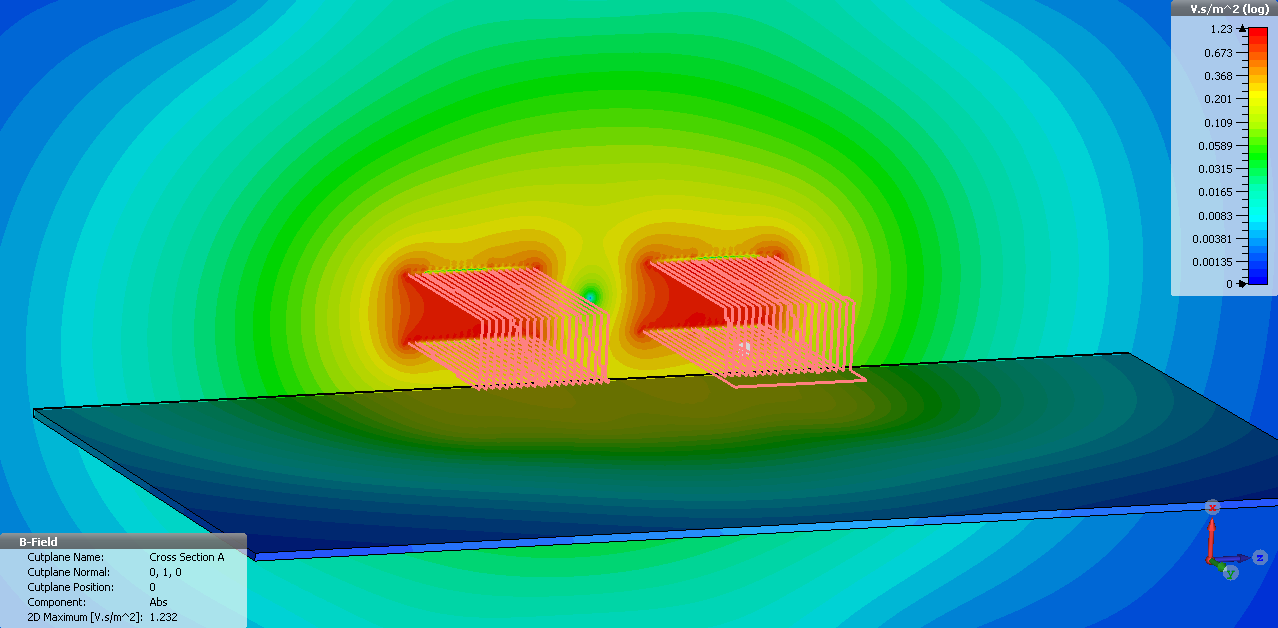 V.s/m^2 (log)
1.23
0.673
0.368
0.201
0.109
0.0589
0.0315
0.0165
0.0083
0.00381
0.00135
0
B-Field
Cutplane Name: Cross Section A
Cutplane Normal: 0, 1, 0
Cutplane Position: 0
Component: Abs
2D Maximum [V.s/m^2]: 1.232
x
z
y